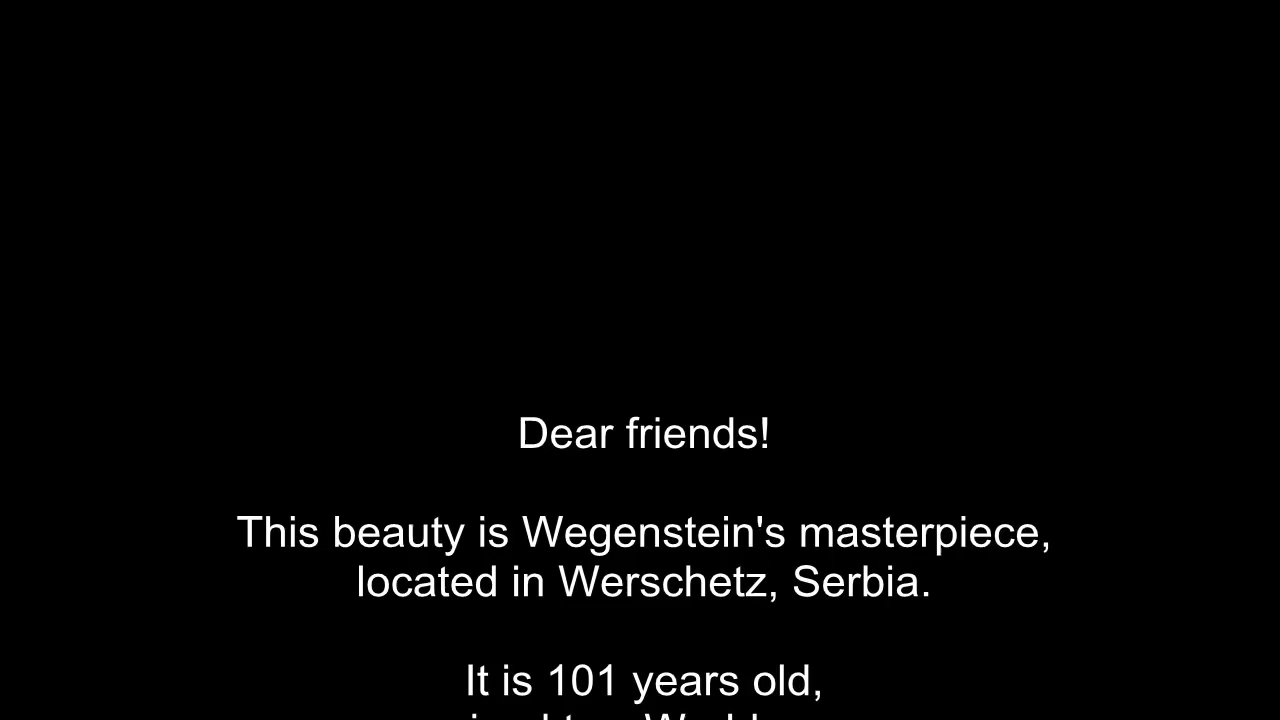 Dear friends!
This beauty is Wegenstein's masterpiece,
located in Werschetz, Serbia.
It is 101 years old,